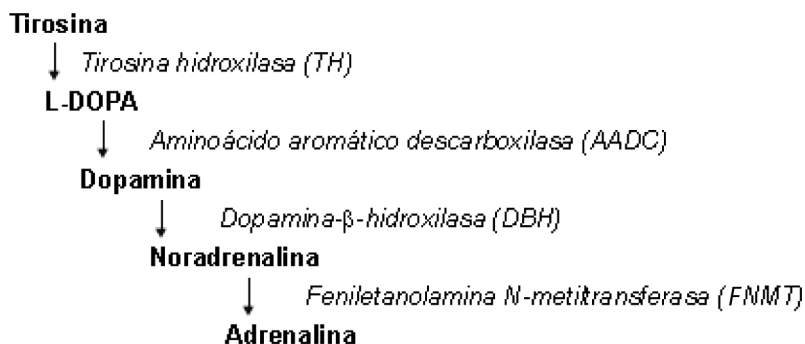 Tirosina
Tirosina hidroxilasa (TH)
L-DOPA
Aminoácido aromático descarboxilasa (AADC)
Dopamina
Dopamina-β-hidroxilasa (DBH)
Noradrenalina
Feniletanolamina N-metiltransferasa (FNMT)
Adrenalina